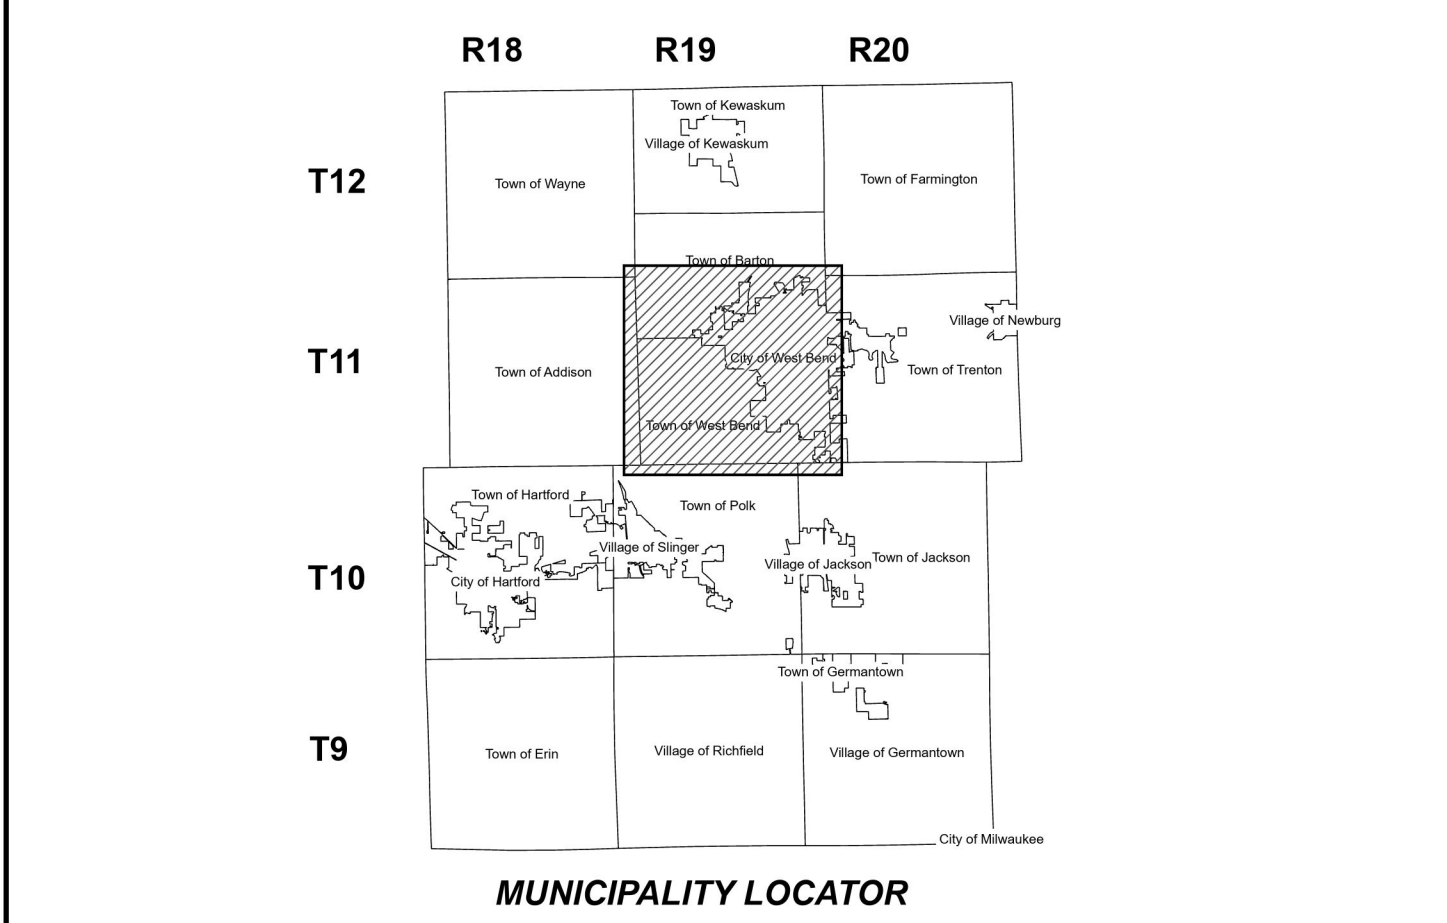 R18 R19 R20
Town of Kewaskum
Village of Kewaskum
T12
Town of Wayne
Town of Farmington
Town of Barton
Village of Newburg
T11
City of West Bend
Town of Addison
Town of Trenton
Town of West Bend
Town of Hartford
Town of Polk
Village of Slinger
Town of Jackson
Village of Jackson
T10
City of Hartford
Town of Germantown
T9
Town of Erin
Village of Richfield
Village of Germantown
City of Milwaukee
MUNICIPALITY LOCATOR